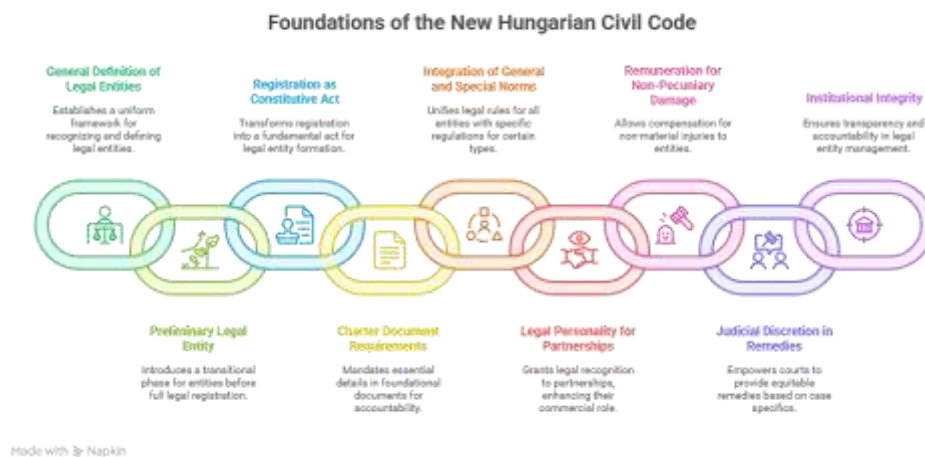 Foundations of the New Hungarian Civil Code
General Definition of
Legal Entities
Establishes a uniform
framework for
recognizing and defining
legal entities.
Registration as
Constitutive Act
Transforms registration
into a fundamental act for
legal entity formation.
Integration of General
and Special Norms
Unifies legal rules for all
entities with specific
regulations for certain
types.
Remuneration for
Non-Pecuniary
Damage
Allows compensation for
non-material injuries to
entities.
Institutional Integrity
Ensures transparency and
accountability in legal
entity management.
Preliminary Legal
Entity
Introduces a transitional
phase for entities before
full legal registration.
Charter Document
Requirements
Mandates essential
details in foundational
documents for
accountability.
Legal Personality for
Partnerships
Grants legal recognition
to partnerships,
enhancing their
commercial role.
Judicial Discretion in
Remedies
Empowers courts to
provide equitable
remedies based on case
specifics.
Made with Napkin